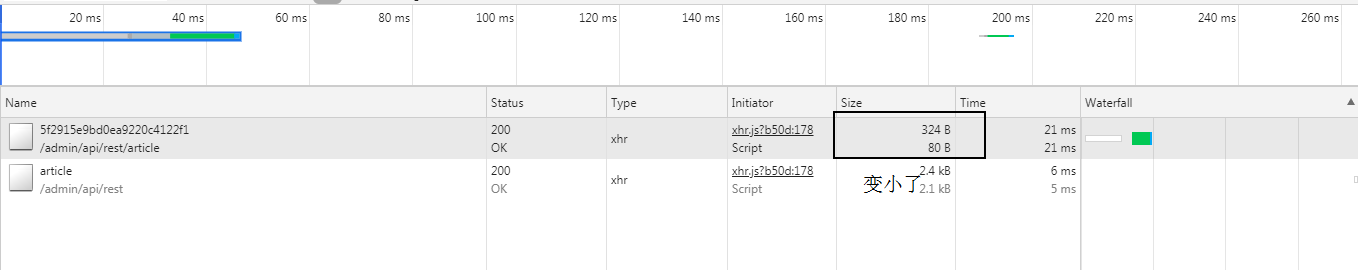 20 ms 40 ms 60 ms 80 ms 100 ms 120 ms 140 ms 160 ms 180 ms 200 ms 220 ms 240 ms 260 ms
Name Status Type Initiator Size Time Waterfall ▲
5f2915e9bd0ea9220c4122f1 200 xhr xhr.js?b50d:178 324 B 21 ms
/admin/api/rest/article OK Script 80 B 21 ms
article 200 xhr xhr.js?b50d:178 2.4 kB 6 ms
/admin/api/rest OK Script 2.1 kB 5 ms
变小了